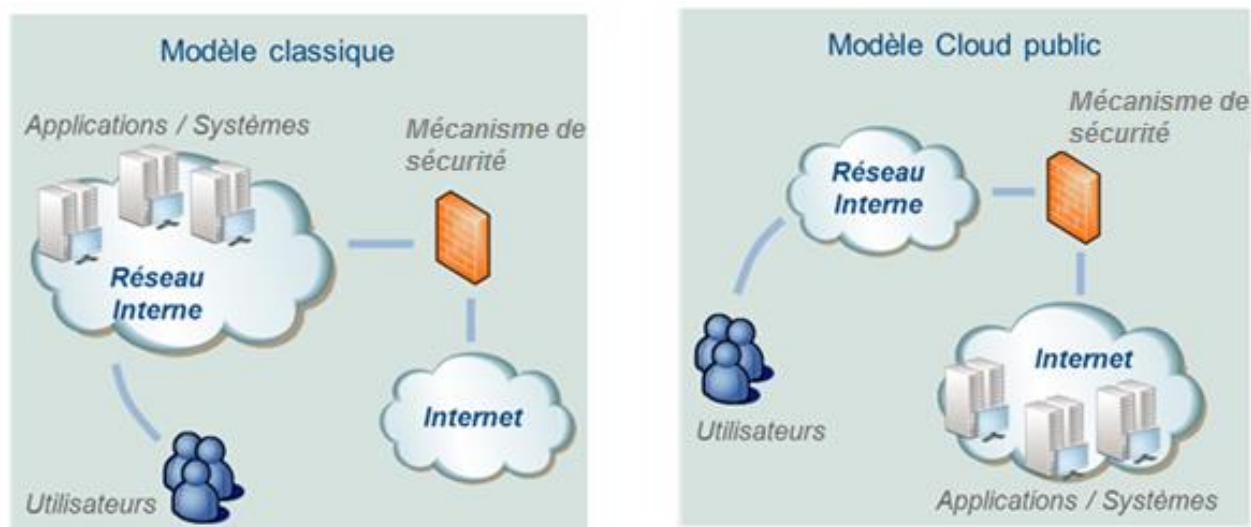 Modèle classique
Applications / Systèmes
Mécanisme de
sécurité
Réseau
Interne
Internet
Utilisateurs
Modèle Cloud public
Mécanisme de
sécurité
Réseau
Interne
Internet
Utilisateurs
Applications / Systèmes